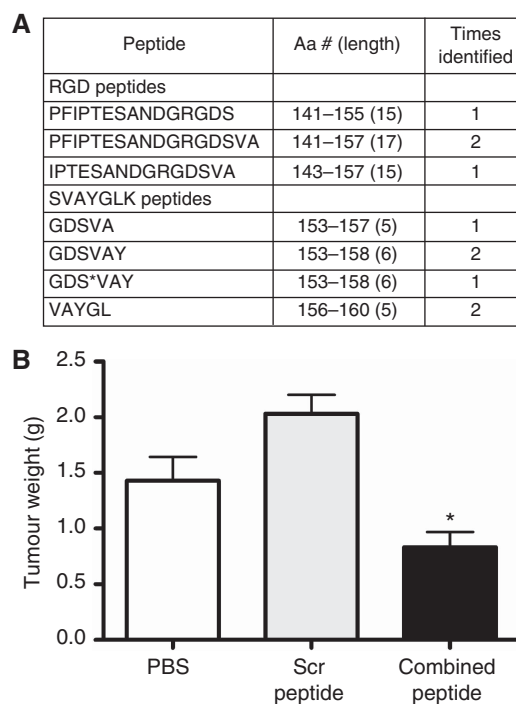 A
Peptide Aa # (length) Times identified
RGD peptides
PFIPTESANDGRGDS 141–155 (15) 1
PFIPTESANDGRGDSVA 141–157 (17) 2
IPTESANDGRGDSVA 143–157 (15) 1
SVAYGLK peptides
GDSVA 153–157 (5) 1
GDSVAY 153–158 (6) 2
GDS*VAY 153–158 (6) 1
VAYGL 156–160 (5) 2
B
Tumour weight (g)
2.5
2.0
1.5
1.0
0.5
0.0
*
PBS Scr peptide Combined peptide